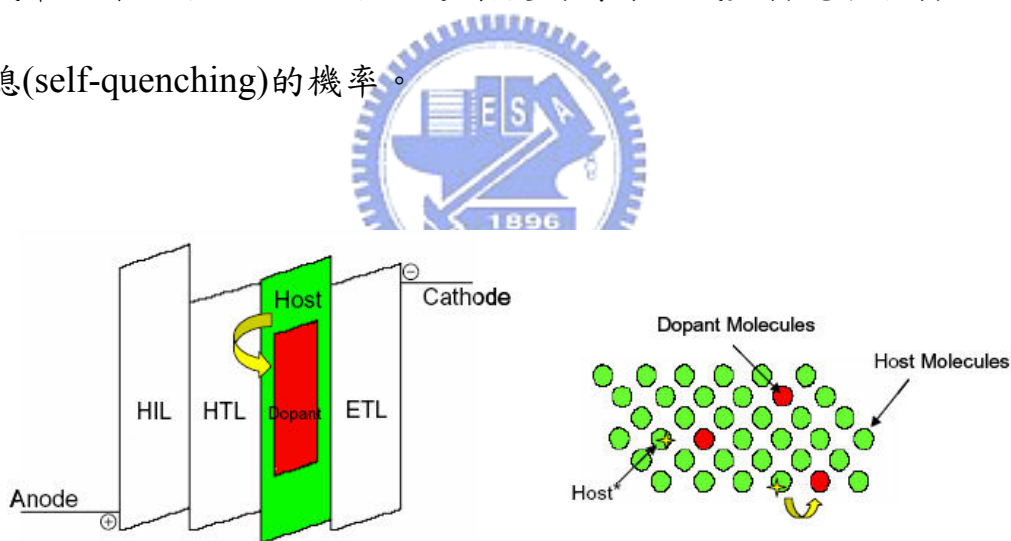 息(self-quenching)的機率。
E S A
1896
Host
Cathode
HIL
HTL
Dopant
ETL
Anode
Dopant Molecules
Host Molecules
Host*